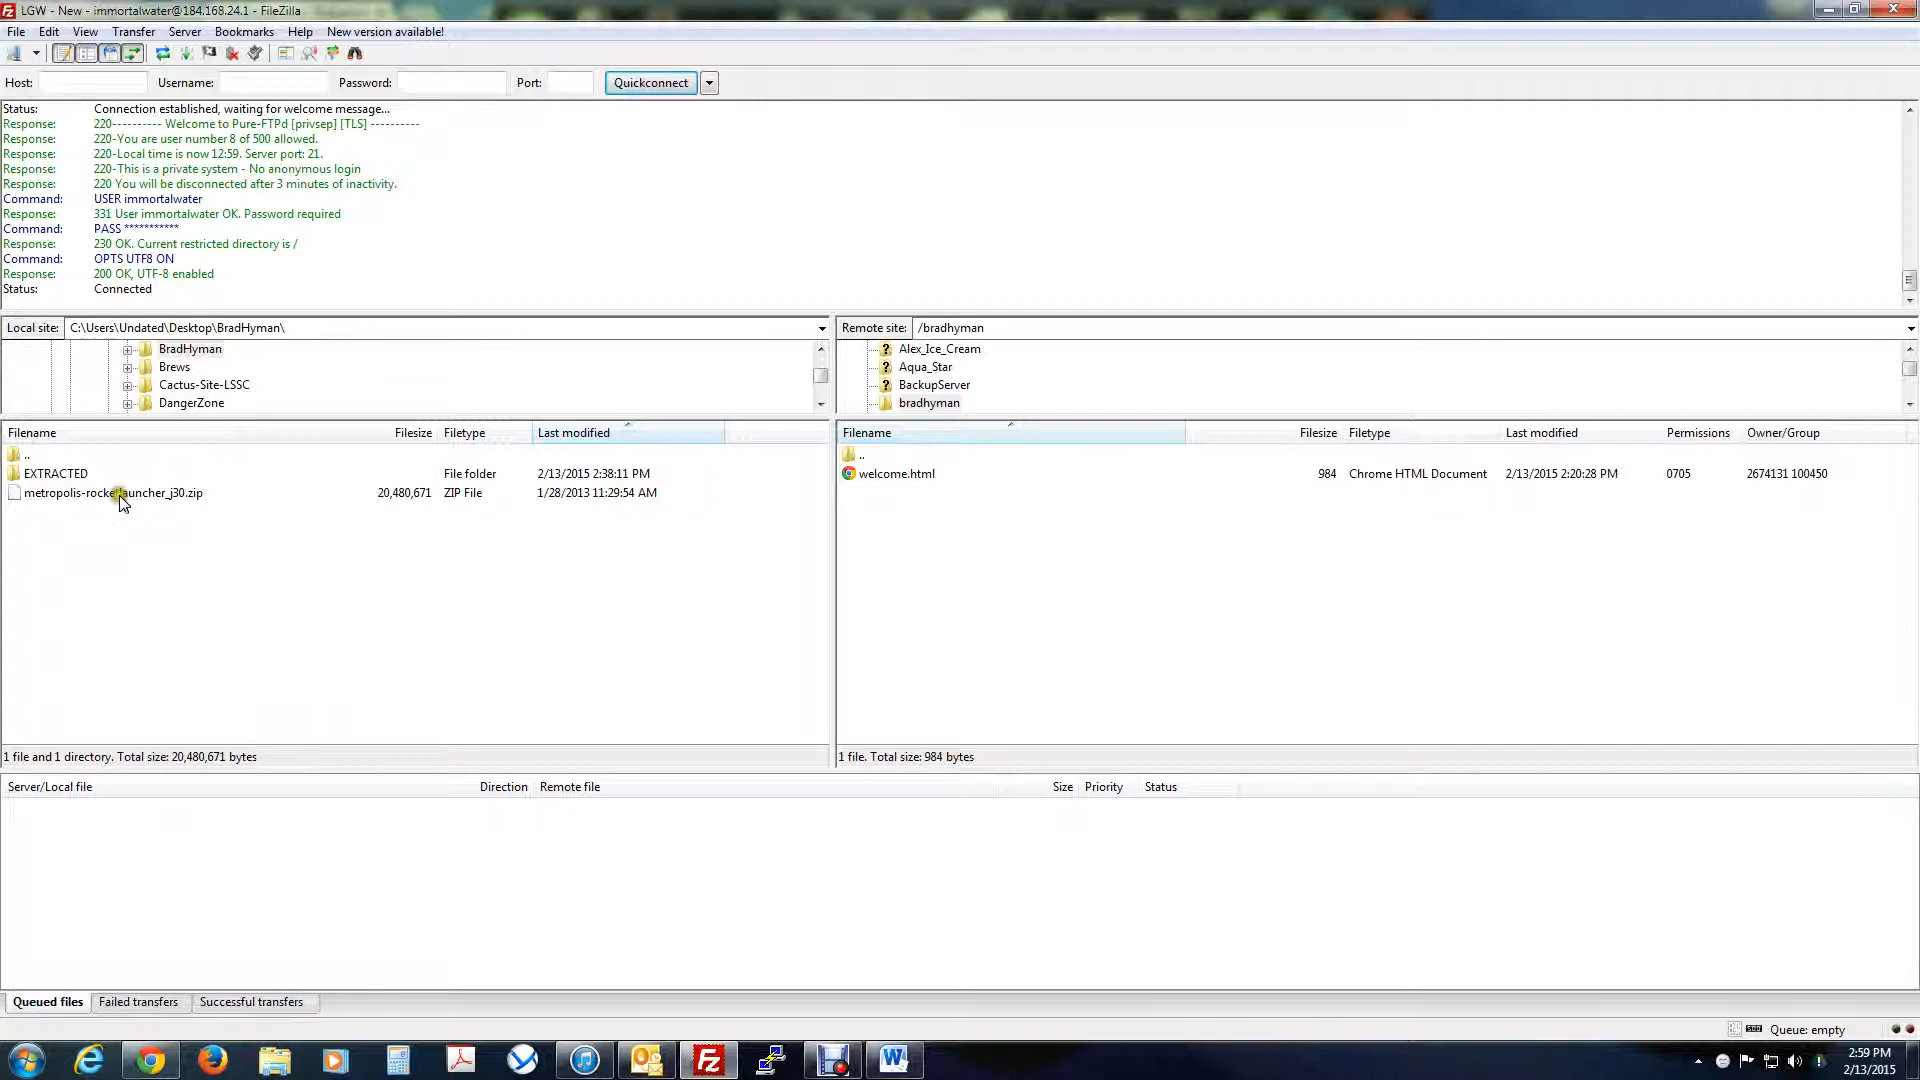 LGW - New - immortalwater@184.168.24.1 - FileZilla
File Edit View Transfer Server Bookmarks Help New version available!
Host: Username: Password: Port: Quickconnect
Status: Connection established, waiting for welcome message...
Response: 220---------- Welcome to Pure-FTPd [privsep] [TLS] ----------
Response: 220-You are user number 8 of 500 allowed.
Response: 220-Local time is now 12:59. Server port: 21.
Response: 220-This is a private system - No anonymous login
Response: 220 You will be disconnected after 3 minutes of inactivity.
Command: USER immortalwater
Response: 331 User immortalwater OK. Password required
Command: PASS ***********
Response: 230 OK. Current restricted directory is /
Command: OPTS UTF8 ON
Response: 200 OK, UTF-8 enabled
Status: Connected
Local site: C:\Users\Undated\Desktop\BradHyman\
BradHyman
Brews
Cactus-Site-LSSC
DangerZone
Remote site: /bradhyman
Alex_Ice_Cream
Aqua_Star
BackupServer
bradhyman
Filename Filesize Filetype Last modified
..
EXTRACTED File folder 2/13/2015 2:38:11 PM
metropolis-rocketlauncher_j30.zip 20,480,671 ZIP File 1/28/2013 11:29:54 AM
1 file and 1 directory. Total size: 20,480,671 bytes
Filename Filesize Filetype Last modified Permissions Owner/Group
..
welcome.html 984 Chrome HTML Document 2/13/2015 2:20:28 PM 0705 2674131 100450
1 file. Total size: 984 bytes
Server/Local file Direction Remote file Size Priority Status
Queued files Failed transfers Successful transfers
Queue: empty
2:59 PM
2/13/2015